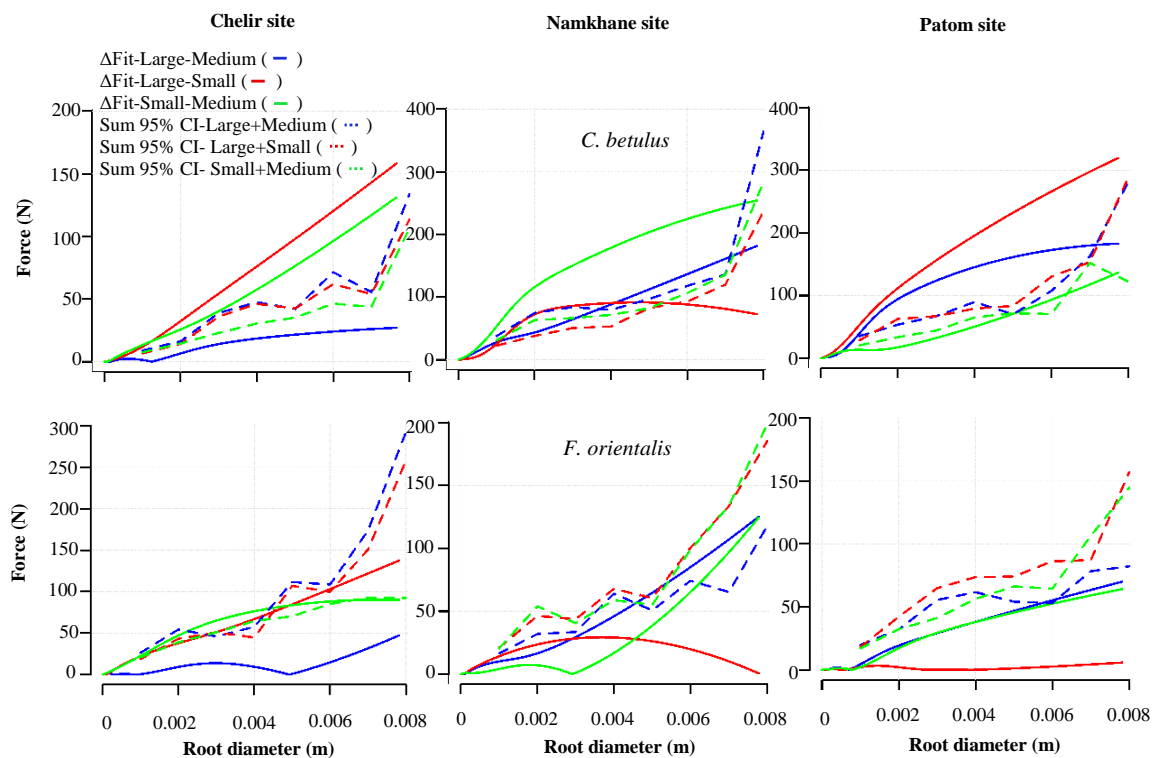 Chelir site
Namkhane site
Patom site
ΔFit-Large-Medium ( )
ΔFit-Large-Small ( )
ΔFit-Small-Medium ( )
Sum 95% CI-Large+Medium ( )
Sum 95% CI- Large+Small ( )
Sum 95% CI- Small+Medium ( )
C. betulus
Force (N)
200
150
100
50
0
400
300
200
100
0
400
300
200
100
0
F. orientalis
Force (N)
300
250
200
150
100
50
0
200
150
100
50
0
200
150
100
50
0
0 0.002 0.004 0.006 0.008
0 0.002 0.004 0.006 0.008
0 0.002 0.004 0.006 0.008
Root diameter (m)
Root diameter (m)
Root diameter (m)